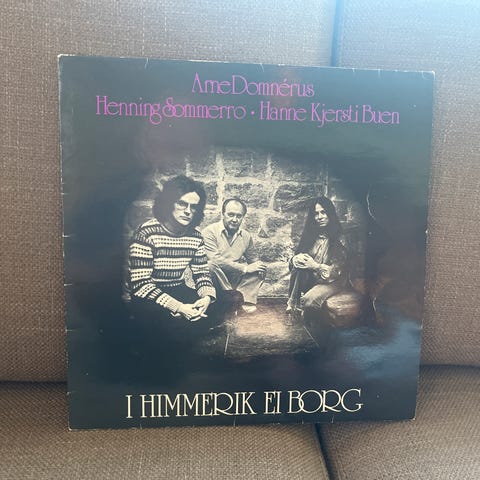 Arne Domnérus
Henning Sommerro • Hanne Kjersti Buen
I HIMMERIK EI BORG